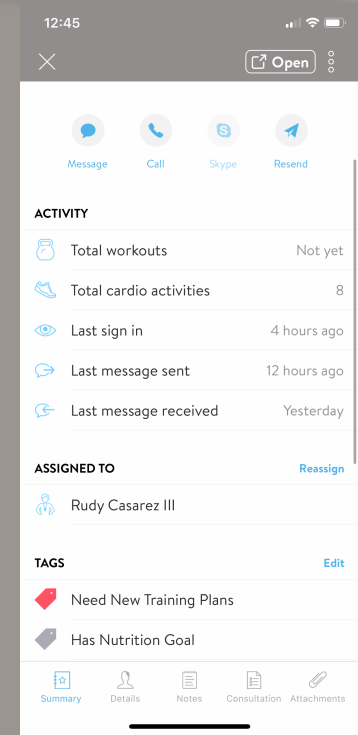 12:45
Open
Message Call Skype Resend
ACTIVITY
Total workouts Not yet
Total cardio activities 8
Last sign in 4 hours ago
Last message sent 12 hours ago
Last message received Yesterday
ASSIGNED TO Reassign
Rudy Casarez III
TAGS Edit
Need New Training Plans
Has Nutrition Goal
Summary Details Notes Consultation Attachments